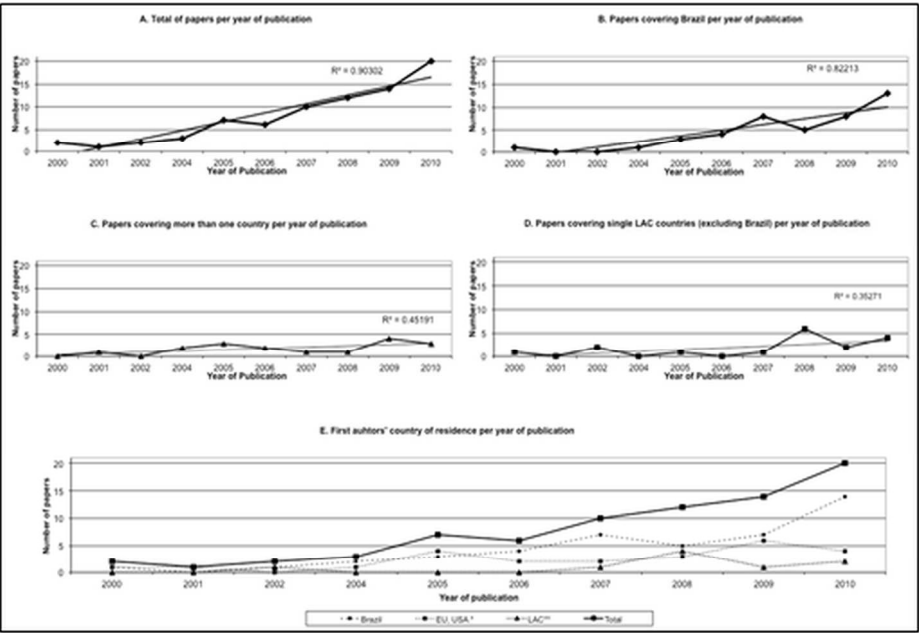 A. Total of papers per year of publication
Number of papers
20
15
10
5
0
R² = 0.90302
2000 2001 2002 2004 2005 2006 2007 2008 2009 2010
Year of Publication
B. Papers covering Brazil per year of publication
Number of papers
20
15
10
5
0
R² = 0.82213
2000 2001 2002 2004 2005 2006 2007 2008 2009 2010
Year of Publication
C. Papers covering more than one country per year of publication
Number of papers
20
15
10
5
0
R² = 0.45191
2000 2001 2002 2004 2005 2006 2007 2008 2009 2010
Year of Publication
D. Papers covering single LAC countries (excluding Brazil) per year of publication
Number of papers
20
15
10
5
0
R² = 0.35271
2000 2001 2002 2004 2005 2006 2007 2008 2009 2010
Year of Publication
E. First auhtors' country of residence per year of publication
Number of papers
20
15
10
5
0
2000 2001 2002 2004 2005 2006 2007 2008 2009 2010
Year of publication
Brazil EU, USA * LAC** Total